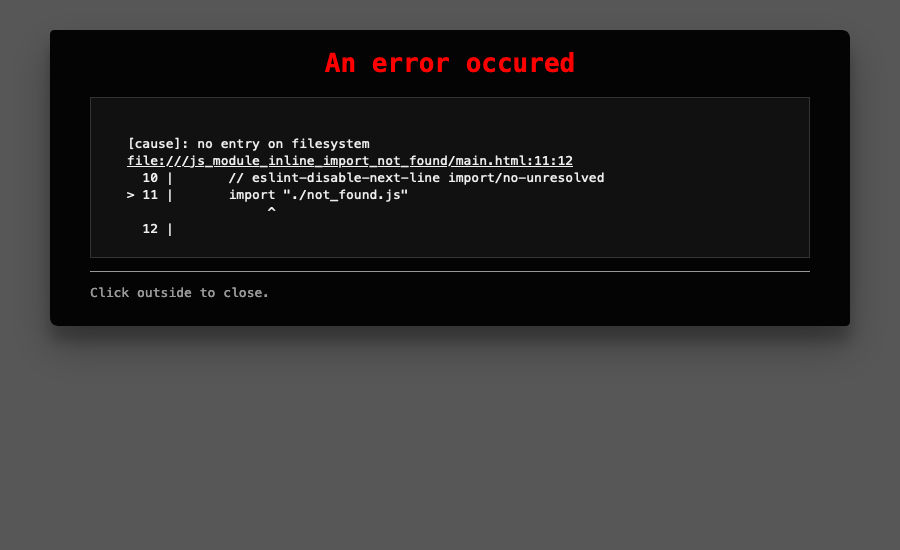 An error occured
[cause]: no entry on filesystem
file:///js_module_inline_import_not_found/main.html:11:12
  10 |       // eslint-disable-next-line import/no-unresolved
> 11 |       import "./not_found.js"
                  ^
  12 |
Click outside to close.